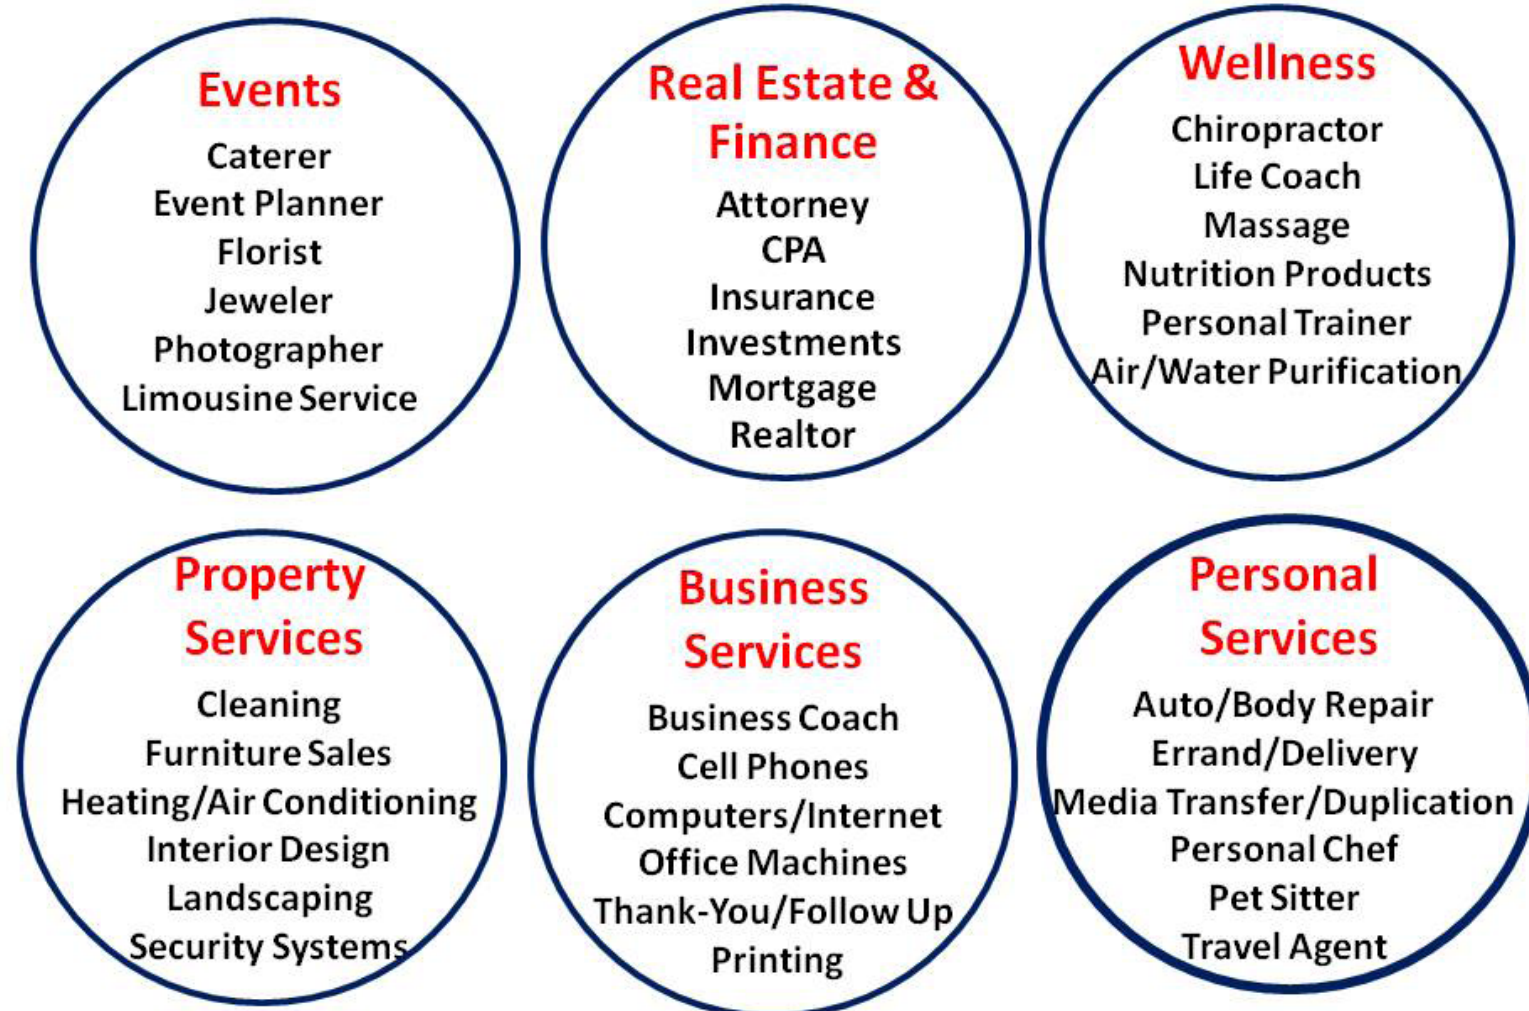 Events
Caterer
Event Planner
Florist
Jeweler
Photographer
Limousine Service
Real Estate &
Finance
Attorney
CPA
Insurance
Investments
Mortgage
Realtor
Wellness
Chiropractor
Life Coach
Massage
Nutrition Products
Personal Trainer
Air/Water Purification
Property
Services
Cleaning
Furniture Sales
Heating/Air Conditioning
Interior Design
Landscaping
Security Systems
Business
Services
Business Coach
Cell Phones
Computers/Internet
Office Machines
Thank-You/Follow Up
Printing
Personal
Services
Auto/Body Repair
Errand/Delivery
Media Transfer/Duplication
Personal Chef
Pet Sitter
Travel Agent